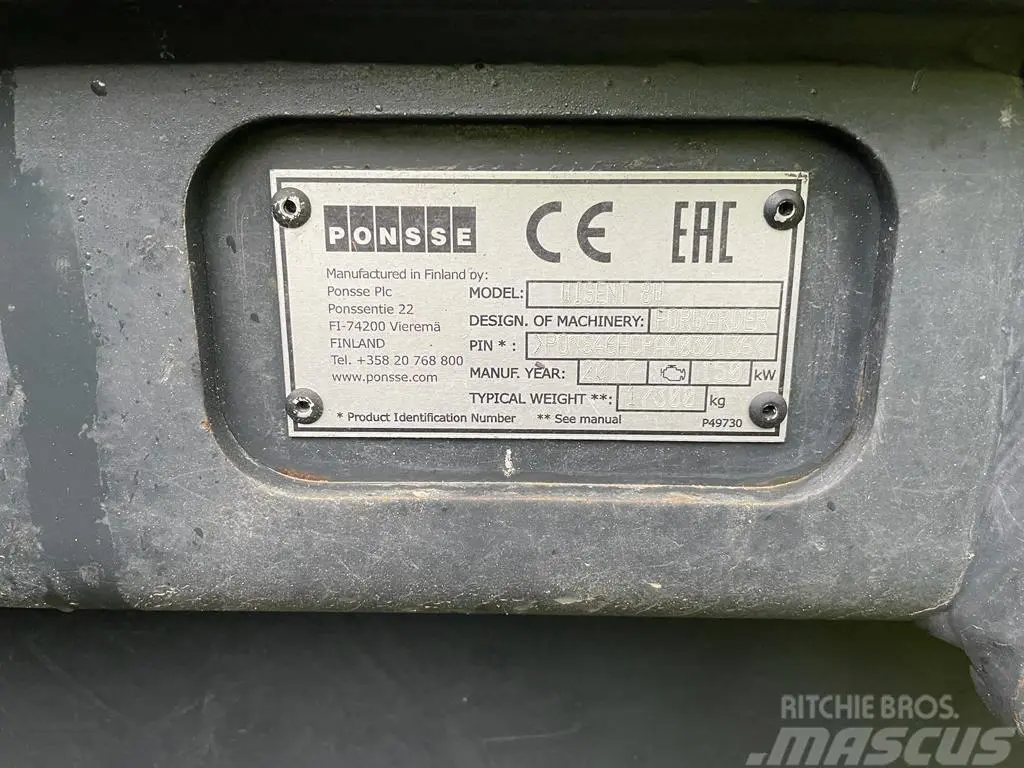 PONSSE
CE
EAC
Manufactured in Finland by:
Ponsse Plc
Ponssentie 22
FI-74200 Vieremä
FINLAND
Tel. +358 20 768 800
www.ponsse.com
MODEL: WISENT 8W
DESIGN. OF MACHINERY: FORWARDER
PIN * :
MANUF. YEAR: 2017 150 kW
TYPICAL WEIGHT **: kg
* Product Identification Number ** See manual
P49730
RITCHIE BROS.
MASCUS